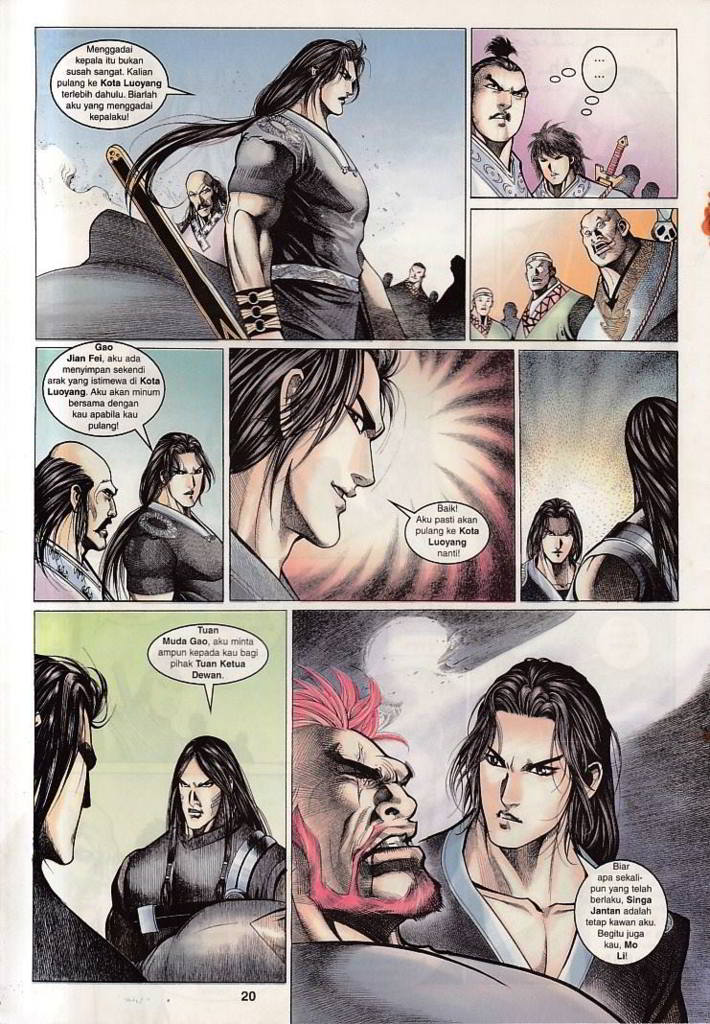 Menggadai
kepala itu bukan
susah sangat. Kalian
pulang ke Kota Luoyang
terlebih dahulu. Biarlah
aku yang menggadai
kepalaku!
...
...
Gao
Jian Fei, aku ada
menyimpan sekendi
arak yang istimewa di Kota
Luoyang. Aku akan minum
bersama dengan
kau apabila kau
pulang!
Baik!
Aku pasti akan
pulang ke Kota
Luoyang
nanti!
Tuan
Muda Gao, aku minta
ampun kepada kau bagi
pihak Tuan Ketua
Dewan.
Biar
apa sekali-
pun yang telah
berlaku, Singa
Jantan adalah
tetap kawan aku.
Begitu juga
kau, Mo
Li!
20